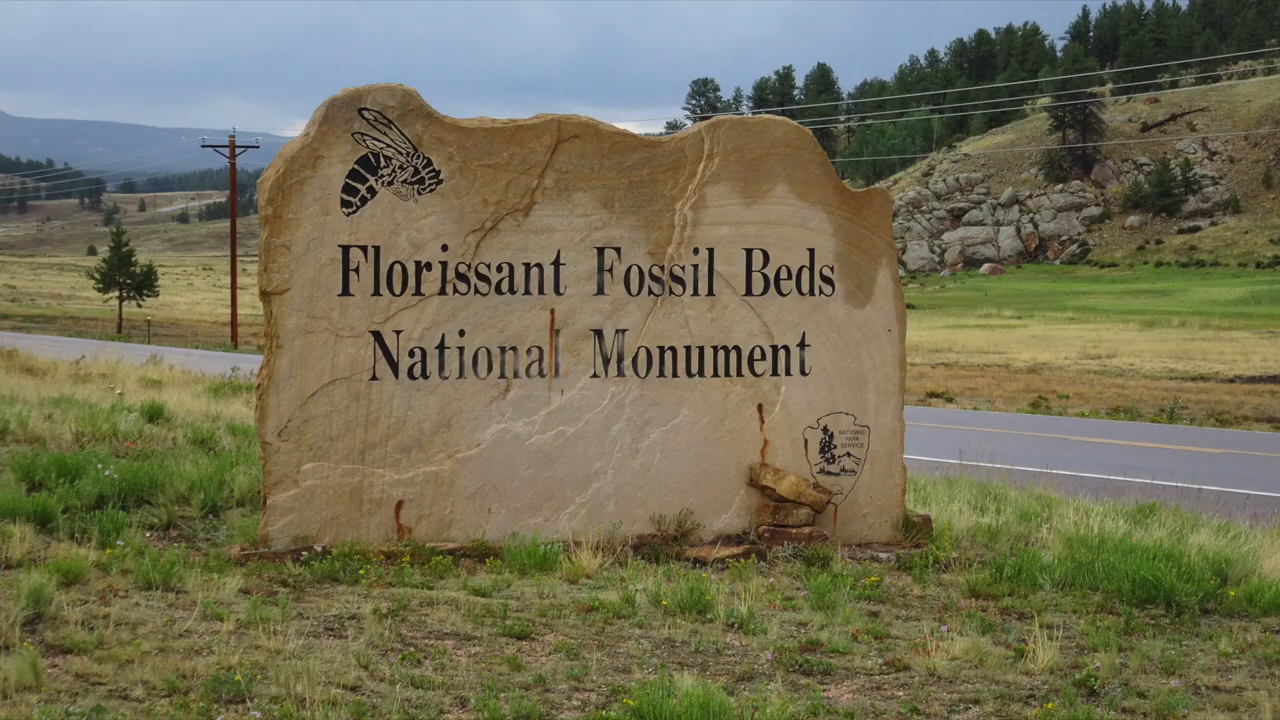 Florissant Fossil Beds
National Monument
NATIONAL
PARK
SERVICE